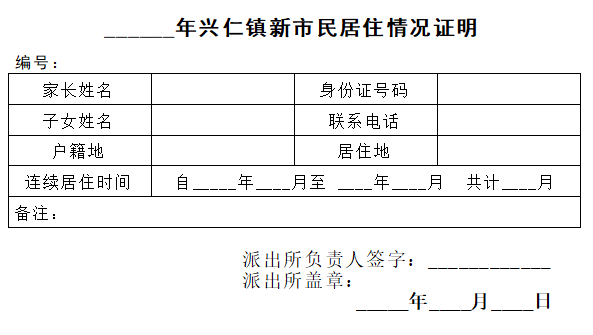 ______年兴仁镇新市民居住情况证明
编号：
家长姓名 身份证号码
子女姓名 联系电话
户籍地 居住地
连续居住时间 自_____年____月至 ____年____月 共计____月
备注：
派出所负责人签字：____________
派出所盖章：
_____年____月____日